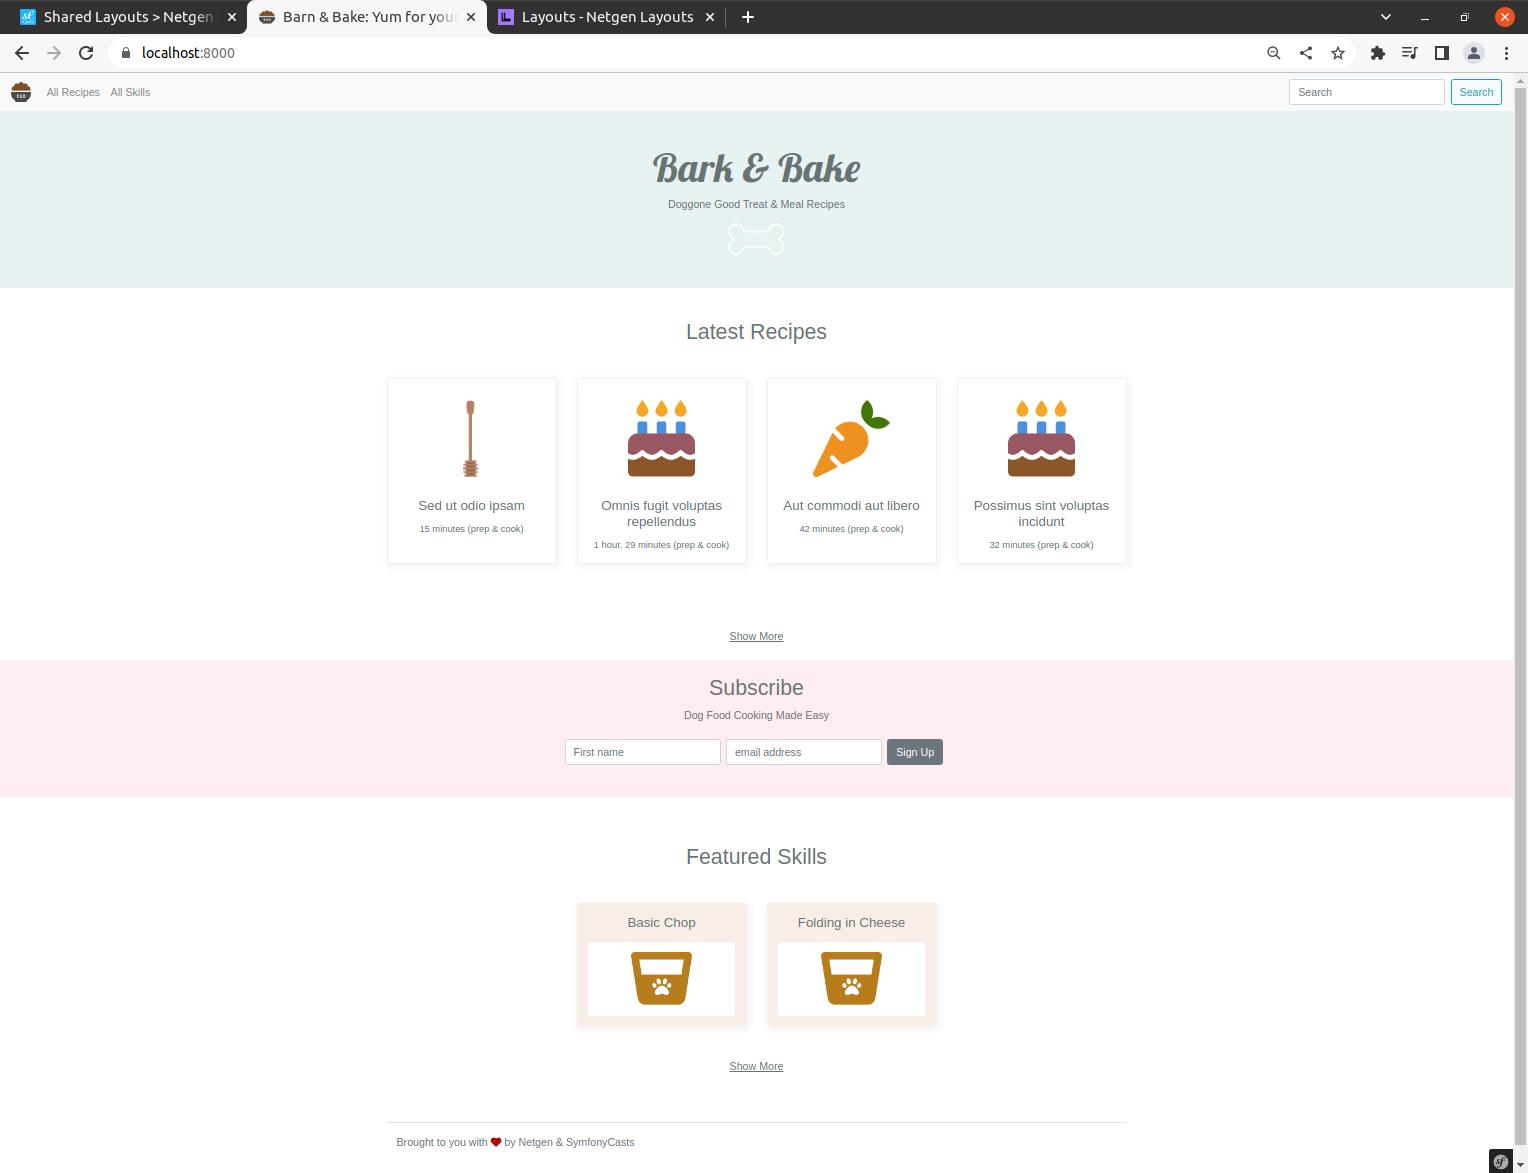 Shared Layouts > Netgen
Barn & Bake: Yum for your
Layouts - Netgen Layouts
localhost:8000
All Recipes
All Skills
Search
Search
Bark & Bake
Doggone Good Treat & Meal Recipes
Latest Recipes
Sed ut odio ipsam
15 minutes (prep & cook)
Omnis fugit voluptas
repellendus
1 hour, 29 minutes (prep & cook)
Aut commodi aut libero
42 minutes (prep & cook)
Possimus sint voluptas
incidunt
32 minutes (prep & cook)
Show More
Subscribe
Dog Food Cooking Made Easy
First name
email address
Sign Up
Featured Skills
Basic Chop
Folding in Cheese
Show More
Brought to you with ❤ by Netgen & SymfonyCasts